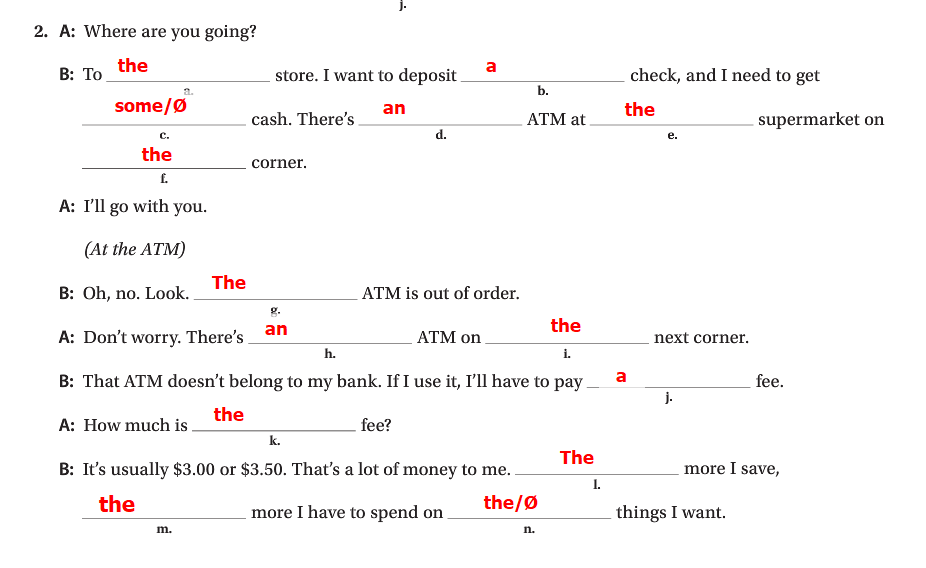 j.
2. A: Where are you going?
B: To the store. I want to deposit a check, and I need to get
a. b.
some/Ø cash. There's an ATM at the supermarket on
c. d. e.
the corner.
f.
A: I'll go with you.
(At the ATM)
B: Oh, no. Look. The ATM is out of order.
g.
A: Don't worry. There's an ATM on the next corner.
h. i.
B: That ATM doesn't belong to my bank. If I use it, I'll have to pay a fee.
j.
A: How much is the fee?
k.
B: It's usually $3.00 or $3.50. That's a lot of money to me. The more I save,
l.
the more I have to spend on the/Ø things I want.
m. n.